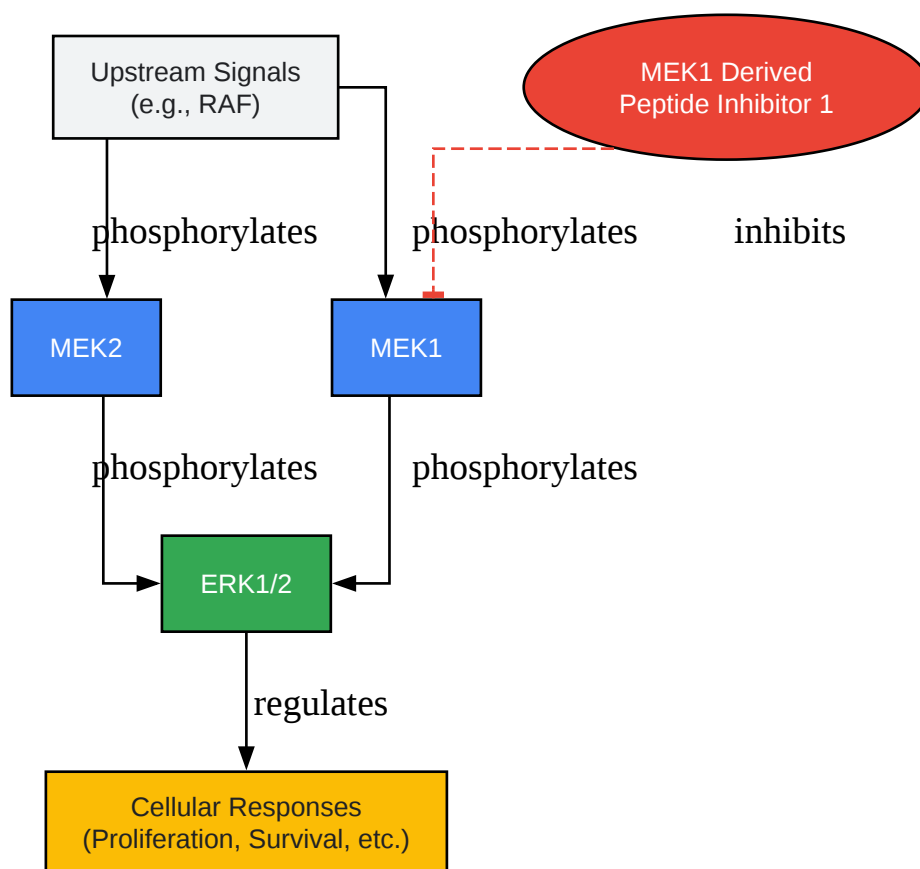 Upstream Signals
(e.g., RAF)
MEK1 Derived
Peptide Inhibitor 1
phosphorylates
phosphorylates
inhibits
MEK2
MEK1
phosphorylates
phosphorylates
ERK1/2
regulates
Cellular Responses
(Proliferation, Survival, etc.)